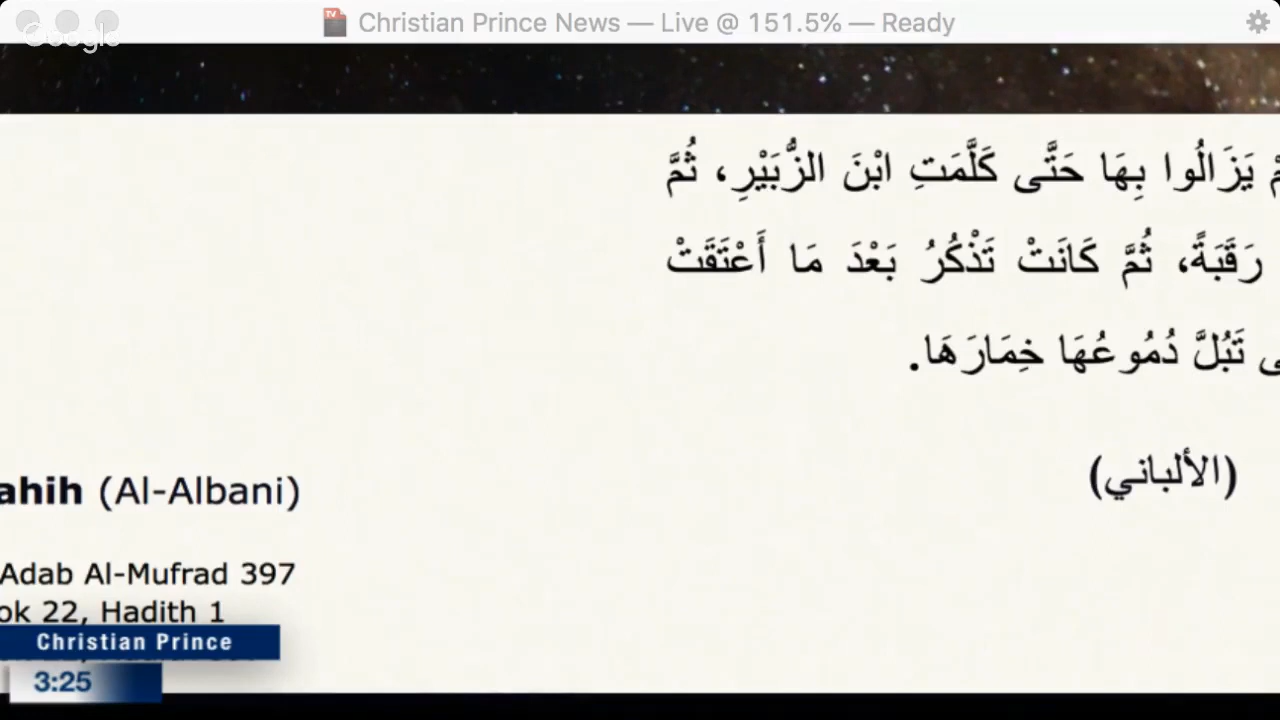 Google
Christian Prince News — Live @ 151.5% — Ready
يَزَالُوا بِهَا حَتَّى كَلَّمَتِ ابْنَ الزُّبَيْرِ، ثُمَّ
رَقَبَةً، ثُمَّ كَانَتْ تَذْكُرُ بَعْدَ مَا أَعْتَقَتْ
تَبُلَّ دُمُوعُهَا خِمَارَهَا.
(الألباني)
ahih (Al-Albani)
Adab Al-Mufrad 397
ok 22, Hadith 1
Christian Prince
3:25